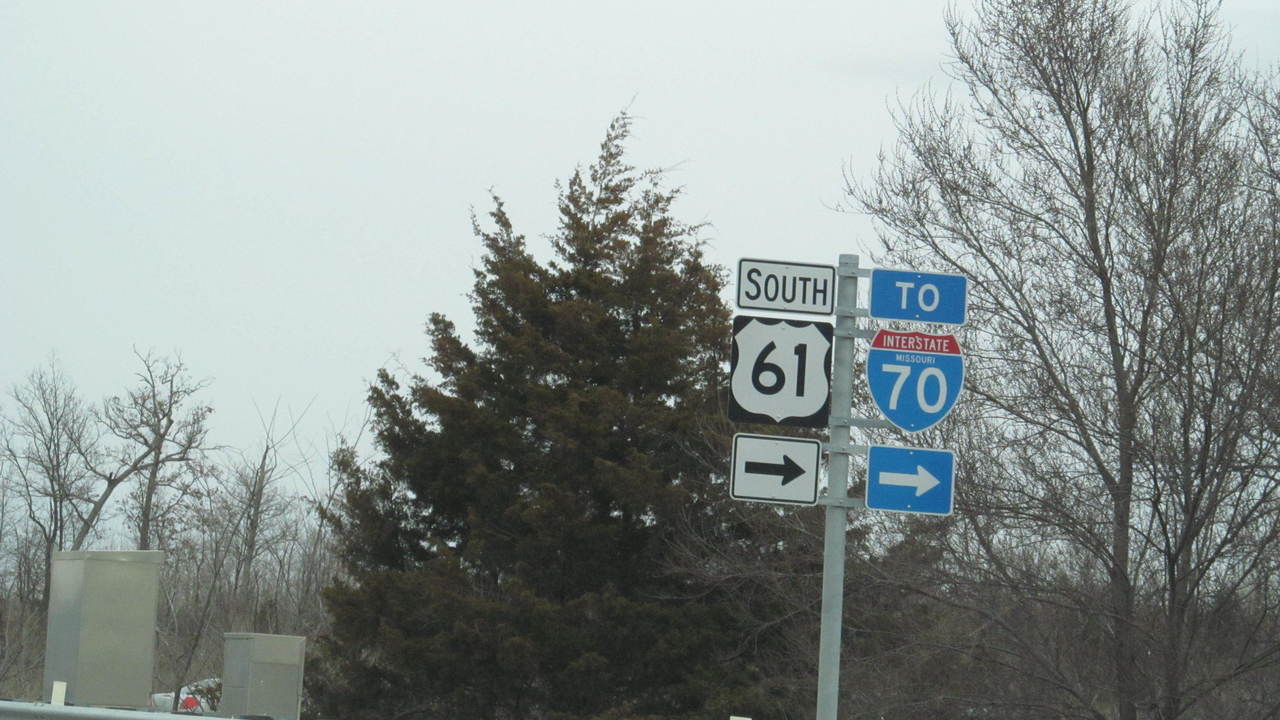 SOUTH
61
TO
INTERSTATE
MISSOURI
70